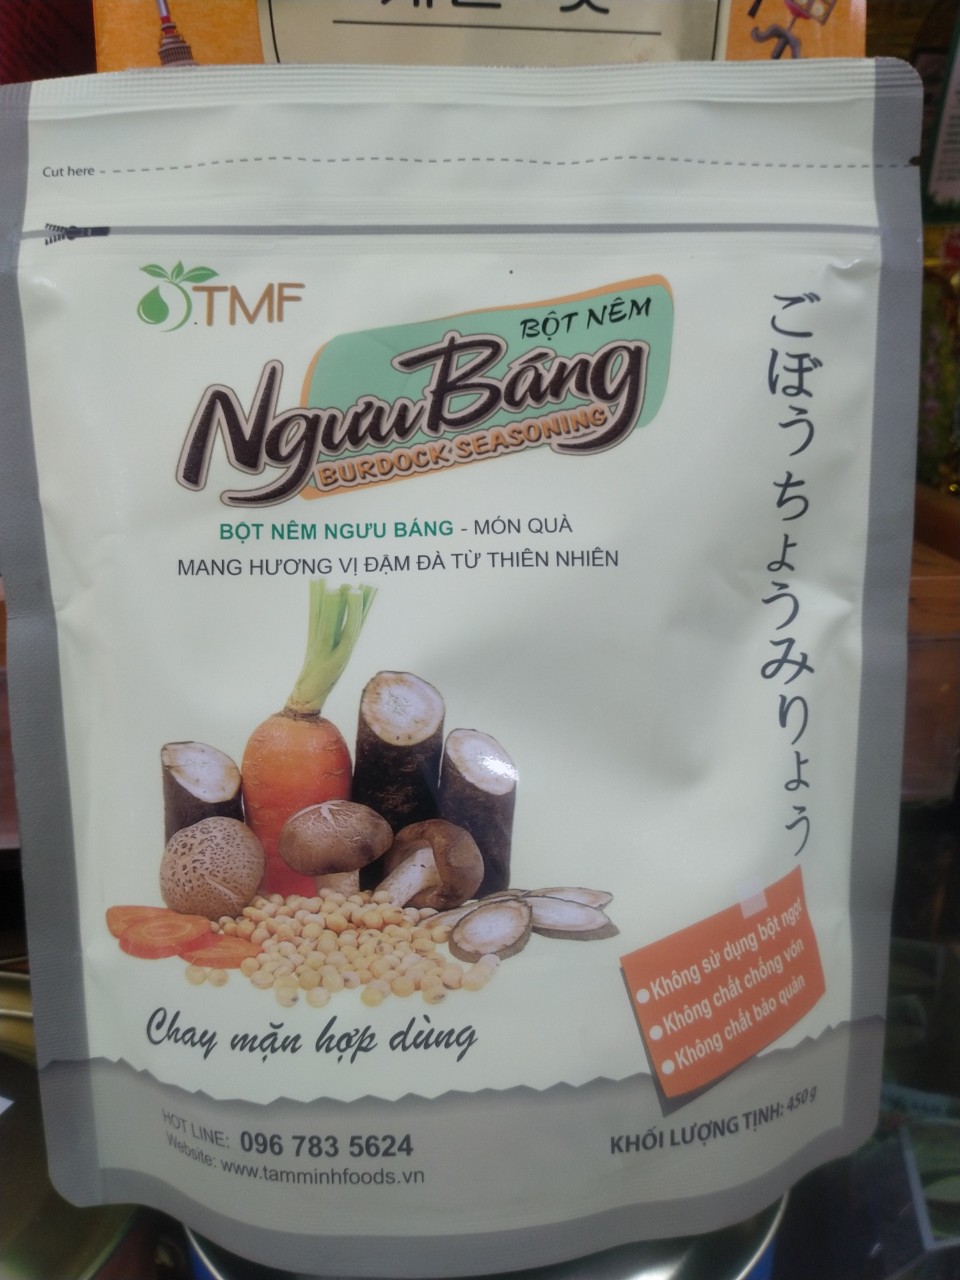 Cut here
TMF
BỘT NÊM
Ngưu Báng
BURDOCK SEASONING
BỘT NÊM NGƯU BÁNG - MÓN QUÀ
MANG HƯƠNG VỊ ĐẬM ĐÀ TỪ THIÊN NHIÊN
ごぼうちょうみりょう
Không sử dụng bột ngọt
Không chất chống vón
Không chất bảo quản
Chay mặn hợp dùng
HOT LINE: 096 783 5624
Website: www.tamminhfoods.vn
KHỐI LƯỢNG TỊNH: 450 g